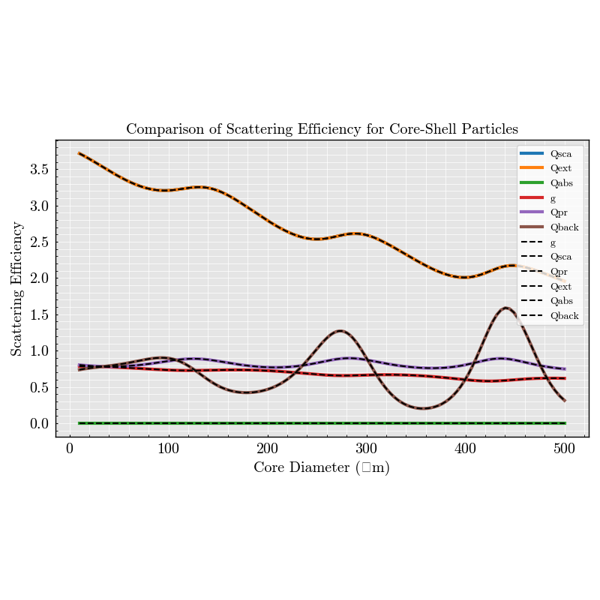 Comparison of Scattering Efficiency for Core-Shell Particles
Scattering Efficiency
3.5
3.0
2.5
2.0
1.5
1.0
0.5
0.0
Qsca
Qext
Qabs
g
Qpr
Qback
g
Qsca
Qpr
Qext
Qabs
Qback
0
100
200
300
400
500
Core Diameter (□m)